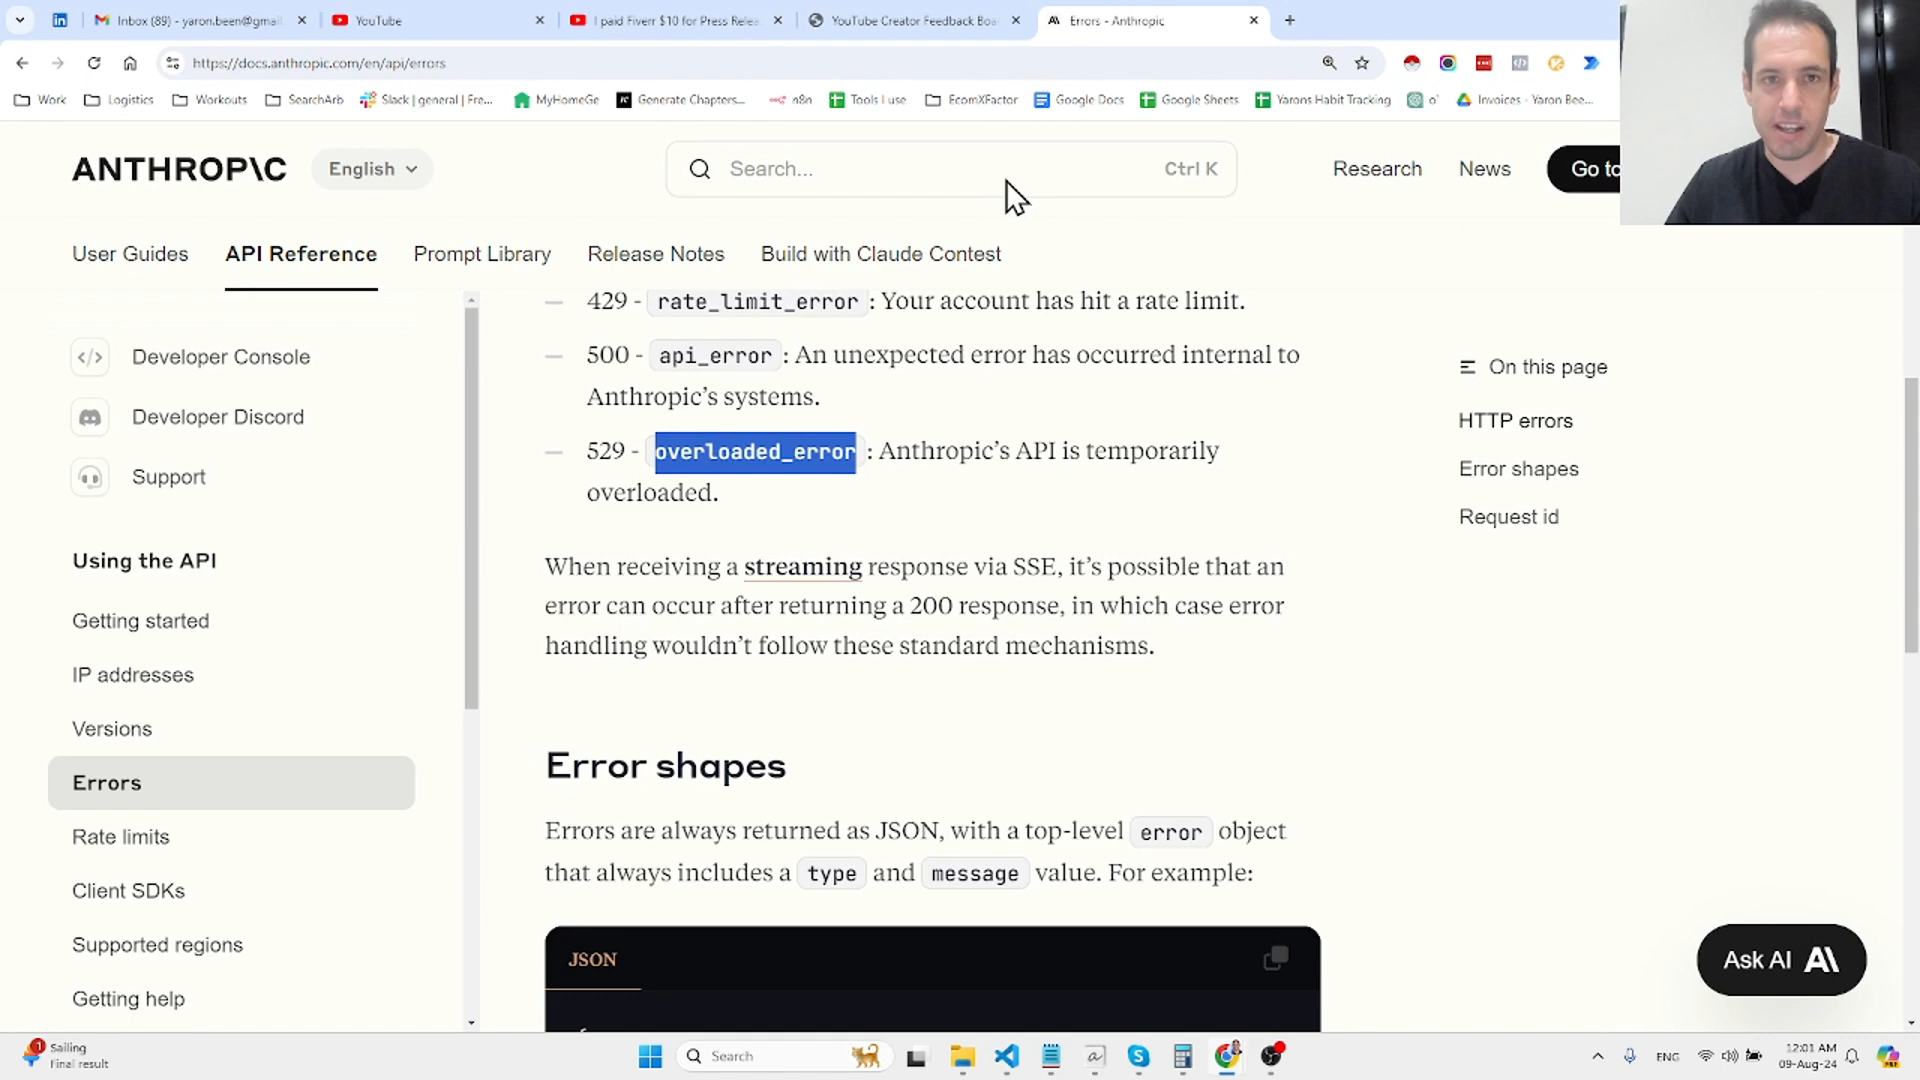 Inbox (89) - yaron.been@gmai
YouTube
I paid Fiverr $10 for Press Relea
YouTube Creator Feedback Boa
Errors - Anthropic
https://docs.anthropic.com/en/api/errors
Work
Logistics
Workouts
SearchArb
Slack | general | Fre...
MyHomeGe
Generate Chapters...
n8n
Tools I use
EcomXFactor
Google Docs
Google Sheets
Yarons Habit Tracking
o'
Invoices - Yaron Bee...
ANTHROP\C
English
Search...
Ctrl K
Research
News
Go to
User Guides
API Reference
Prompt Library
Release Notes
Build with Claude Contest
Developer Console
Developer Discord
Support
Using the API
Getting started
IP addresses
Versions
Errors
Rate limits
Client SDKs
Supported regions
Getting help
429 - rate_limit_error : Your account has hit a rate limit.
500 - api_error : An unexpected error has occurred internal to
Anthropic’s systems.
529 - overloaded_error : Anthropic’s API is temporarily
overloaded.
When receiving a streaming response via SSE, it’s possible that an
error can occur after returning a 200 response, in which case error
handling wouldn’t follow these standard mechanisms.
Error shapes
Errors are always returned as JSON, with a top-level error object
that always includes a type and message value. For example:
JSON
{
On this page
HTTP errors
Error shapes
Request id
Ask AI
1
Sailing
Final result
Search
ENG
12:01 AM
09-Aug-24